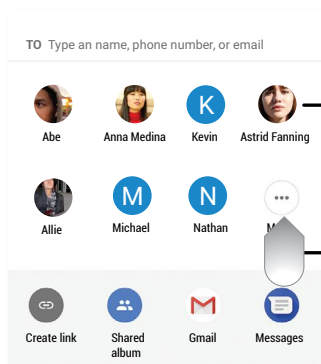 TO Type an name, phone number, or email
K
Abe Anna Medina Kevin Astrid Fanning
M N
Allie Michael Nathan
Create link Shared album Gmail Messages